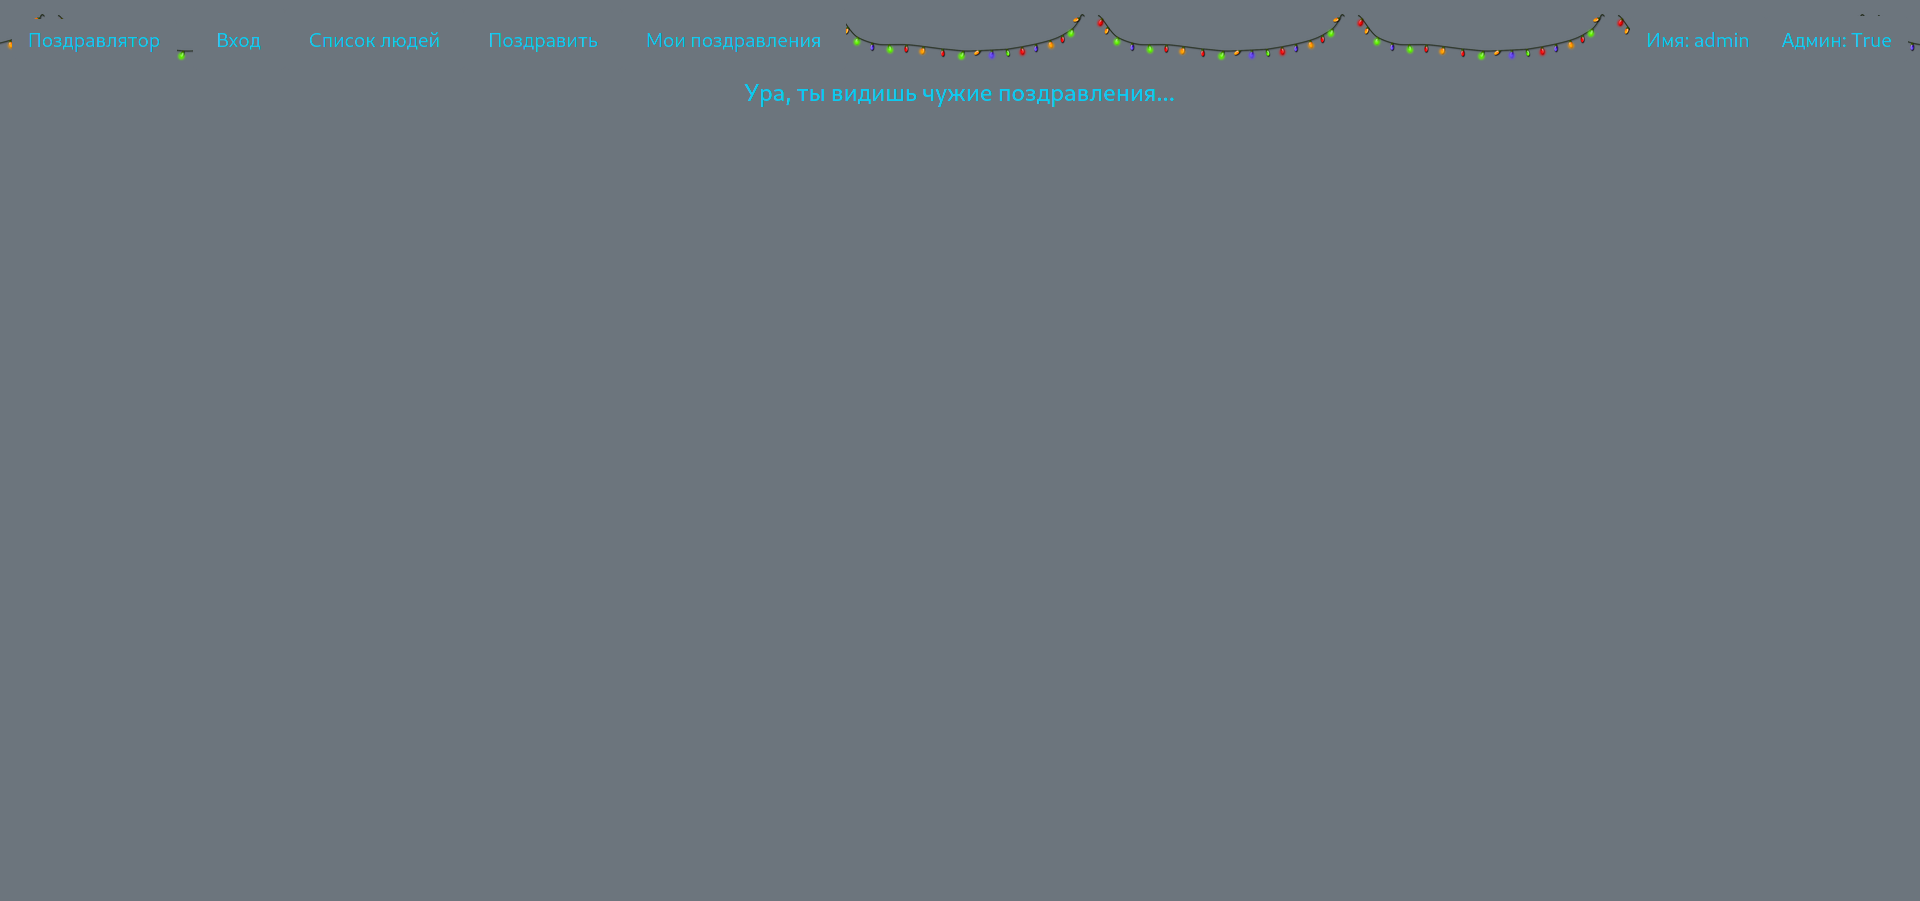 Поздравлятор Вход Список людей Поздравить Мои поздравления Имя: admin Админ: True
Ура, ты видишь чужие поздравления...